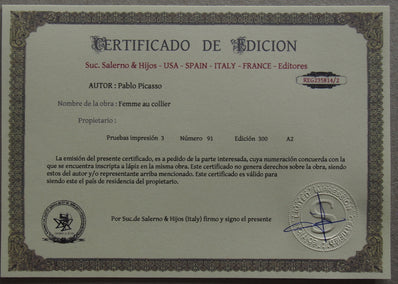 CERTIFICADO DE EDICION
Suc. Salerno & Hijos - USA - SPAIN - ITALY - FRANCE - Editores
REG235814/2
AUTOR : Pablo Picasso
Nombre de la obra : Femme au collier
Propietario :
Pruebas impresión 3 Número 91 Edición 300 A2
La emisión del presente certificado, es a pedido de la parte interesada, cuya numeración concuerda con la
que se encuentra inscripta a lápiz en la misma obra. Este certificado no genera derechos sobre la obra, siendo
estos del autor y/o representante arriba mencionado. Este certificado es válido para
siendo este el país de residencia del propietario.
Por Suc.de Salerno & Hijos (Italy) firmo y signo el presente